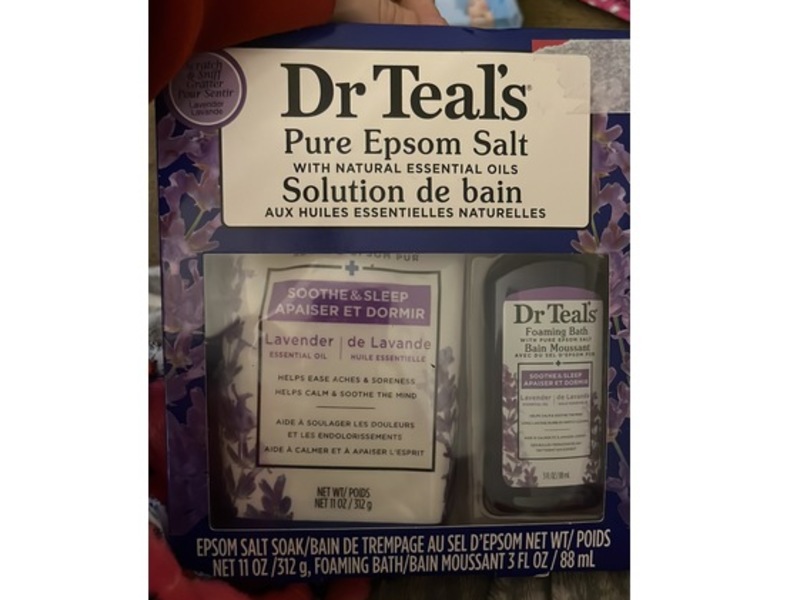 Scratch
& Sniff
Gratter
Pour Sentir
Lavender
Lavande
Dr Teal's
Pure Epsom Salt
WITH NATURAL ESSENTIAL OILS
Solution de bain
AUX HUILES ESSENTIELLES NATURELLES
SOOTHE & SLEEP
APAISER ET DORMIR
Lavender | de Lavande
ESSENTIAL OIL HUILE ESSENTIELLE
HELPS EASE ACHES & SORENESS
HELPS CALM & SOOTHE THE MIND
AIDE À SOULAGER LES DOULEURS
ET LES ENDOLORISSEMENTS
AIDE À CALMER ET À APAISER L'ESPRIT
NET WT/ POIDS
NET 11 OZ / 312 g
Dr Teal's
Foaming Bath
WITH PURE EPSOM SALT
Bain Moussant
AVEC DU SEL D'EPSOM PUR
SOOTHE & SLEEP
APAISER ET DORMIR
Lavender | de Lavande
EPSOM SALT SOAK/BAIN DE TREMPAGE AU SEL D'EPSOM NET WT/ POIDS
NET 11 OZ /312 g, FOAMING BATH/BAIN MOUSSANT 3 FL OZ / 88 mL